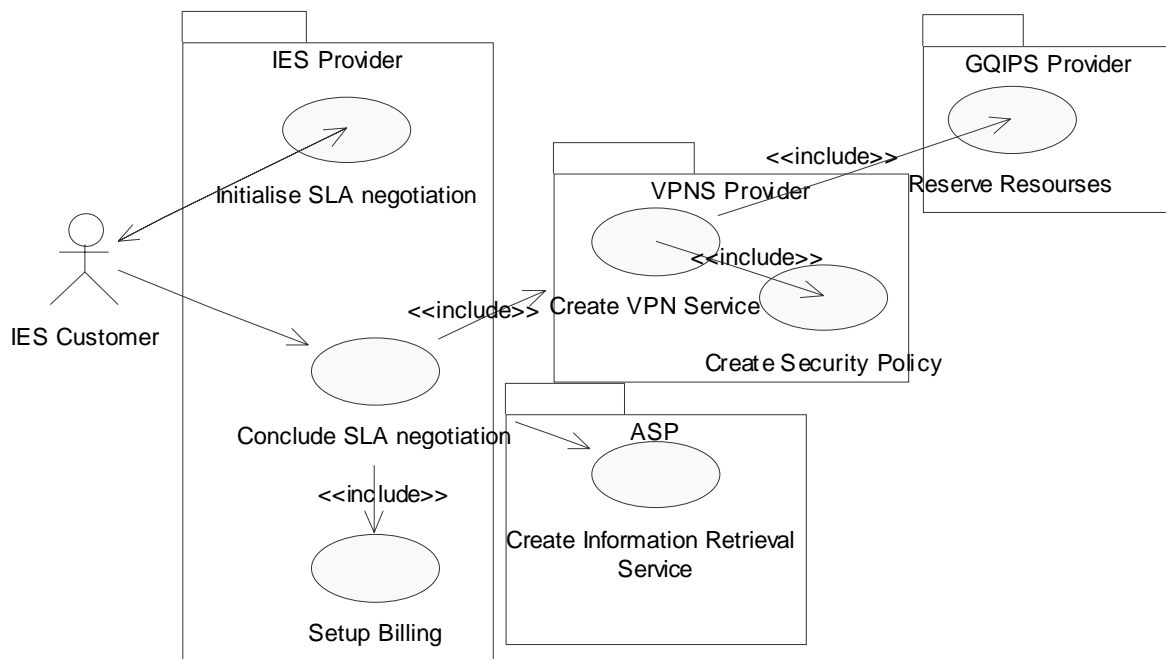 IES Provider
GQIPS Provider
<<include>>
Reserve Resourses
Initialise SLA negotiation
VPNS Provider
<<include>>
<<include>>
Create VPN Service
IES Customer
Create Security Policy
Conclude SLA negotiation
ASP
<<include>>
Create Information Retrieval
Service
Setup Billing